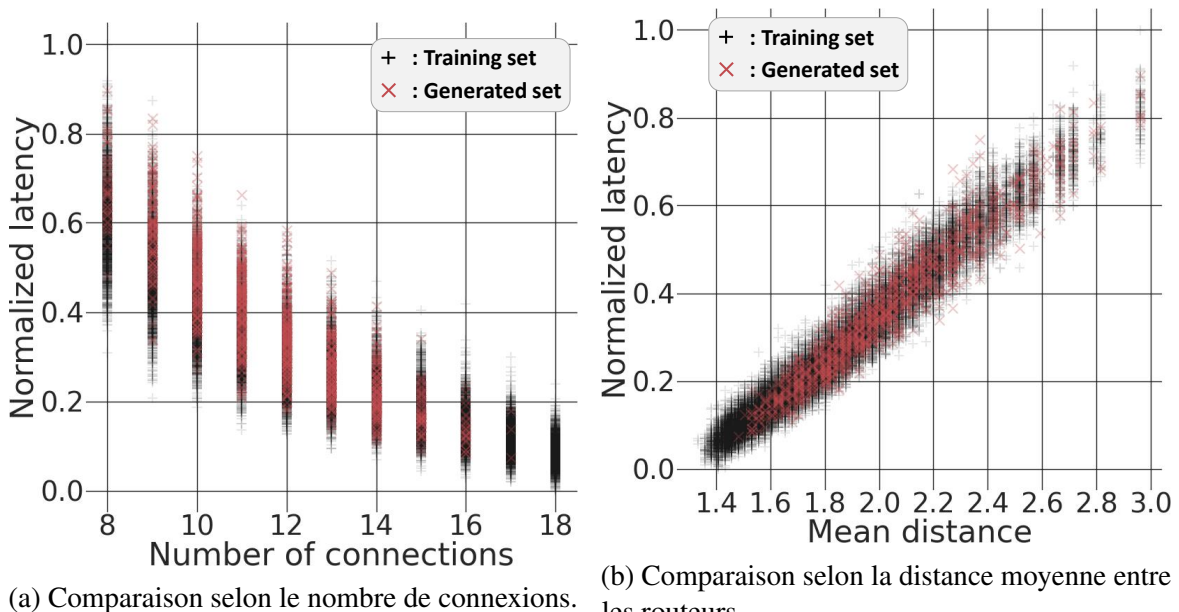 1.0
0.8
0.6
0.4
0.2
0.0
Normalized latency
+ : Training set
× : Generated set
8 10 12 14 16 18
Number of connections
(a) Comparaison selon le nombre de connexions.
1.0
0.8
0.6
0.4
0.2
0.0
Normalized latency
+ : Training set
× : Generated set
1.4 1.6 1.8 2.0 2.2 2.4 2.6 2.8 3.0
Mean distance
(b) Comparaison selon la distance moyenne entre
les routeurs